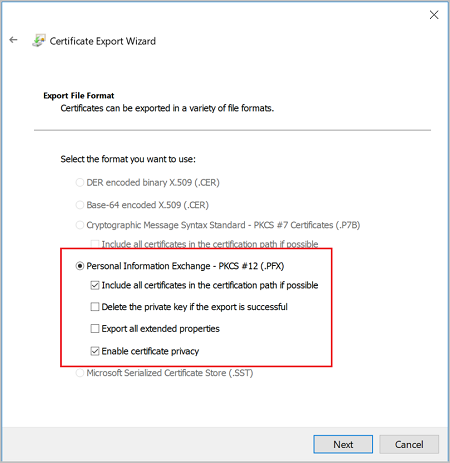 Certificate Export Wizard
Export File Format
Certificates can be exported in a variety of file formats.
Select the format you want to use:
DER encoded binary X.509 (.CER)
Base-64 encoded X.509 (.CER)
Cryptographic Message Syntax Standard - PKCS #7 Certificates (.P7B)
Include all certificates in the certification path if possible
Personal Information Exchange - PKCS #12 (.PFX)
Include all certificates in the certification path if possible
Delete the private key if the export is successful
Export all extended properties
Enable certificate privacy
Microsoft Serialized Certificate Store (.SST)
Next Cancel